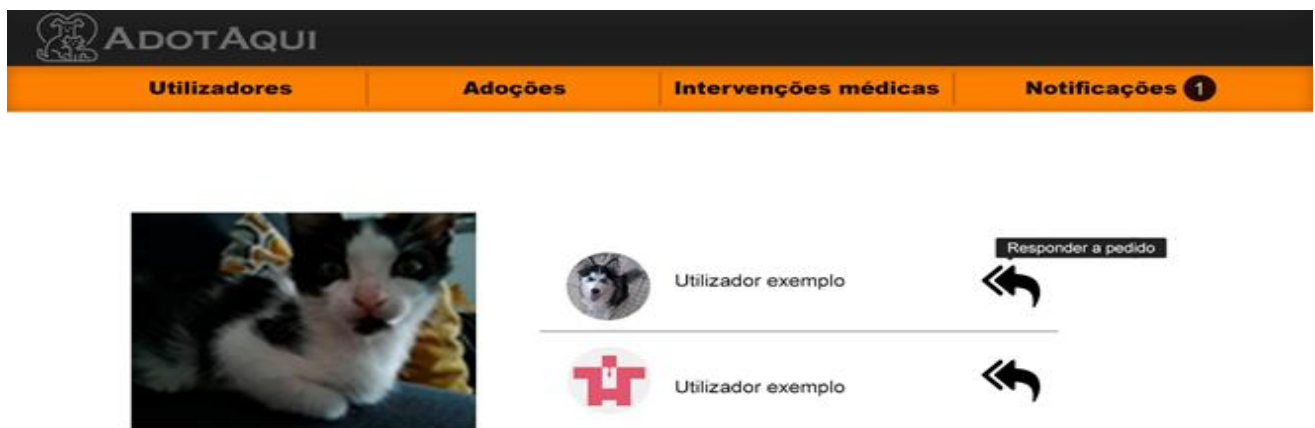 ADOTAQUI
Utilizadores Adoções Intervenções médicas Notificações 1
Responder a pedido
Utilizador exemplo
Utilizador exemplo